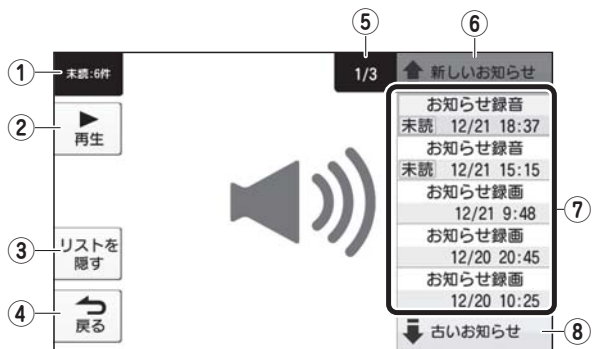 ⑤
⑥
①
未読:6件
1/3
新しいお知らせ
②
再生
お知らせ録音
未読 12/21 18:37
お知らせ録音
未読 12/21 15:15
お知らせ録画
12/21 9:48
⑦
お知らせ録画
12/20 20:45
お知らせ録画
12/20 10:25
③
リストを
隠す
④
戻る
古いお知らせ
⑧